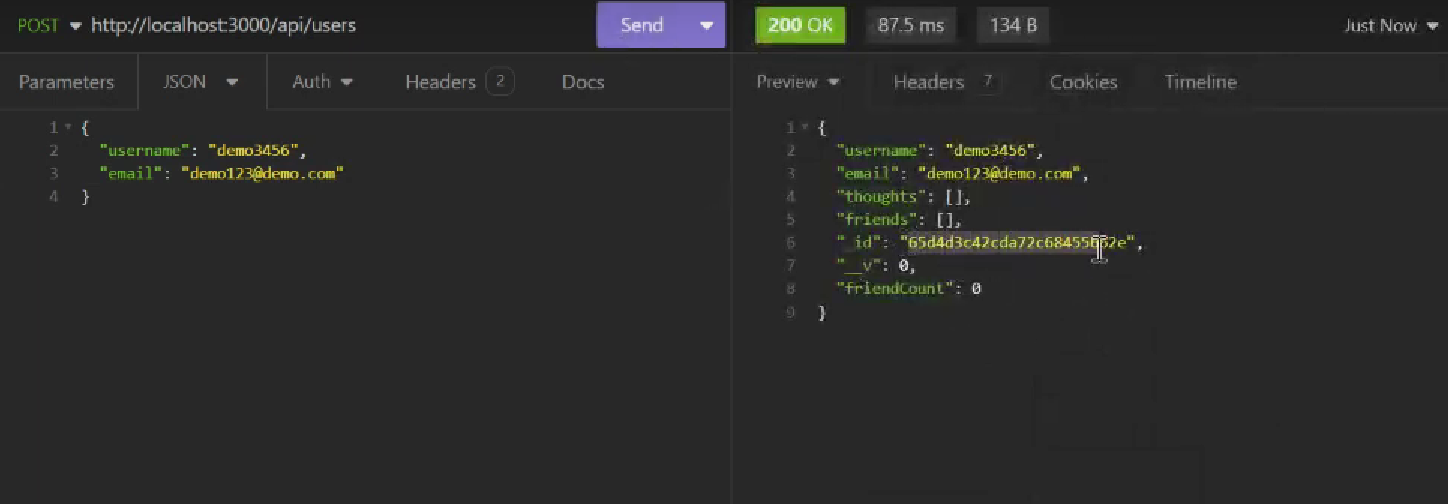 POST http://localhost:3000/api/users Send 200 OK 87.5 ms 134 B Just Now
Parameters JSON Auth Headers 2 Docs Preview Headers 7 Cookies Timeline
1 {
2 "username": "demo3456",
3 "email": "demo123@demo.com"
4 }
1 {
2 "username": "demo3456",
3 "email": "demo123@demo.com",
4 "thoughts": [],
5 "friends": [],
6 "_id":
7 "__v": 0,
8 "friendCount": 0
9 }